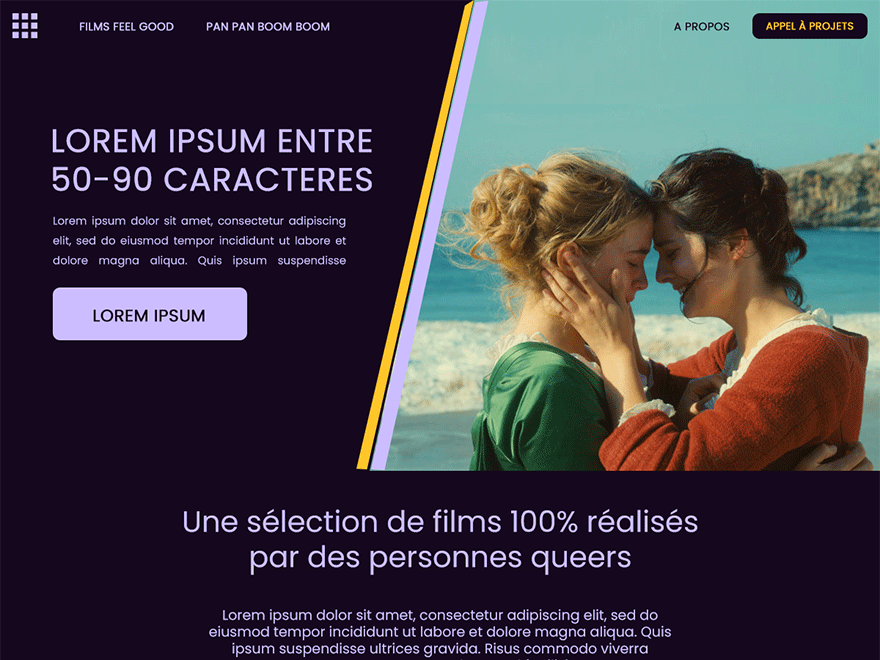 FILMS FEEL GOOD PAN PAN BOOM BOOM A PROPOS APPEL À PROJETS
LOREM IPSUM ENTRE
50-90 CARACTERES
Lorem ipsum dolor sit amet, consectetur adipiscing
elit, sed do eiusmod tempor incididunt ut labore et
dolore magna aliqua. Quis ipsum suspendisse
LOREM IPSUM
Une sélection de films 100% réalisés
par des personnes queers
Lorem ipsum dolor sit amet, consectetur adipiscing elit, sed do
eiusmod tempor incididunt ut labore et dolore magna aliqua. Quis
ipsum suspendisse ultrices gravida. Risus commodo viverra